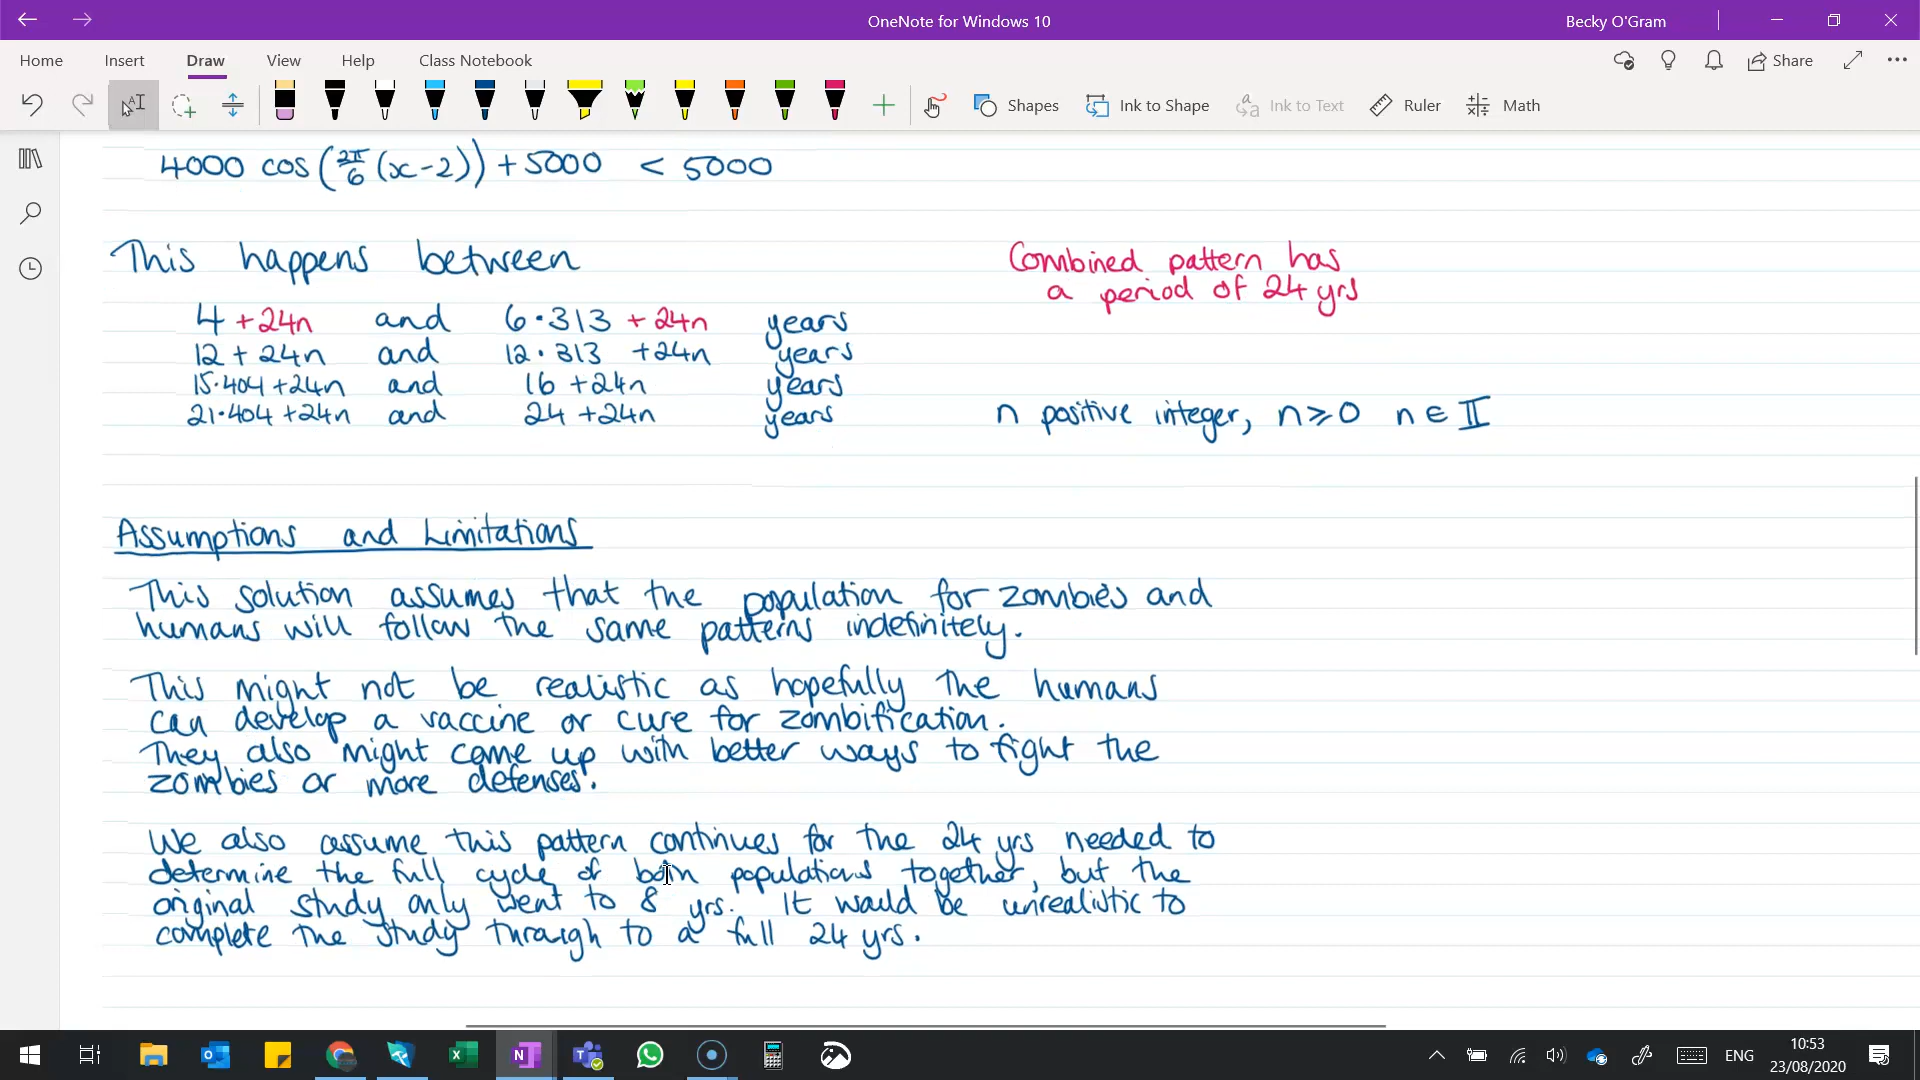 OneNote for Windows 10
Becky O'Gram
Home Insert Draw View Help Class Notebook Share
Shapes Ink to Shape Ink to Text Ruler Math
4000 cos(2π/6 (x-2)) + 5000 < 5000
This happens between
Combined pattern has
a period of 24 yrs
4 + 24n and 6·313 + 24n years
12 + 24n and 12·313 + 24n years
15·404 + 24n and 16 + 24n years
21·404 + 24n and 24 + 24n years
n positive integer, n ⩾ 0 n ∈ II
Assumptions and Limitations
This solution assumes that the population for zombies and
humans will follow the same patterns indefinitely.
This might not be realistic as hopefully the humans
can develop a vaccine or cure for zombification.
They also might come up with better ways to fight the
zombies or more defenses.
We also assume this pattern continues for the 24 yrs needed to
determine the full cycle of both populations together, but the
original study only went to 8 yrs. It would be unrealistic to
complete the study through to a full 24 yrs.
ENG
10:53
23/08/2020